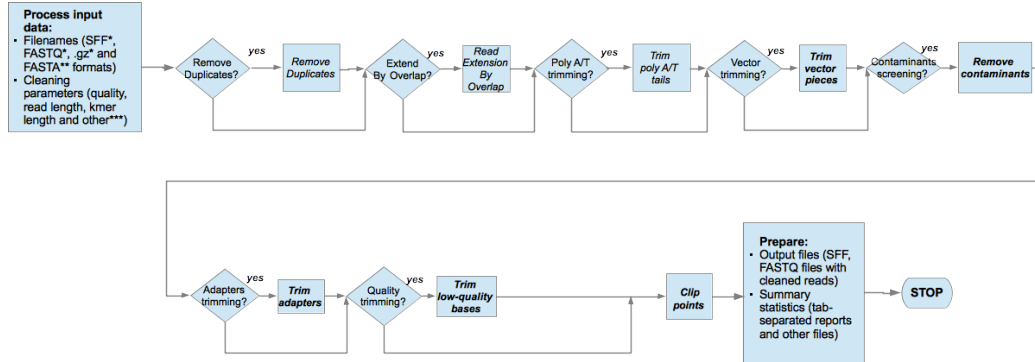 Process input
data:
• Filenames (SFF*,
FASTQ*, .gz* and
FASTA** formats)
• Cleaning
parameters (quality,
read length, kmer
length and other***)
Remove
Duplicates?
yes
Remove
Duplicates
Extend
By Overlap?
yes
Read
Extension
By
Overlap
Poly A/T
trimming?
yes
Trim
poly A/T
tails
Vector
trimming?
yes
Trim
vector
pieces
Contaminants
screening?
yes
Remove
contaminants
Adapters
trimming?
yes
Trim
adapters
Quality
trimming?
yes
Trim
low-quality
bases
Clip
points
Prepare:
• Output files (SFF,
FASTQ files with
cleaned reads)
• Summary
statistics (tab-
separated reports
and other files)
STOP